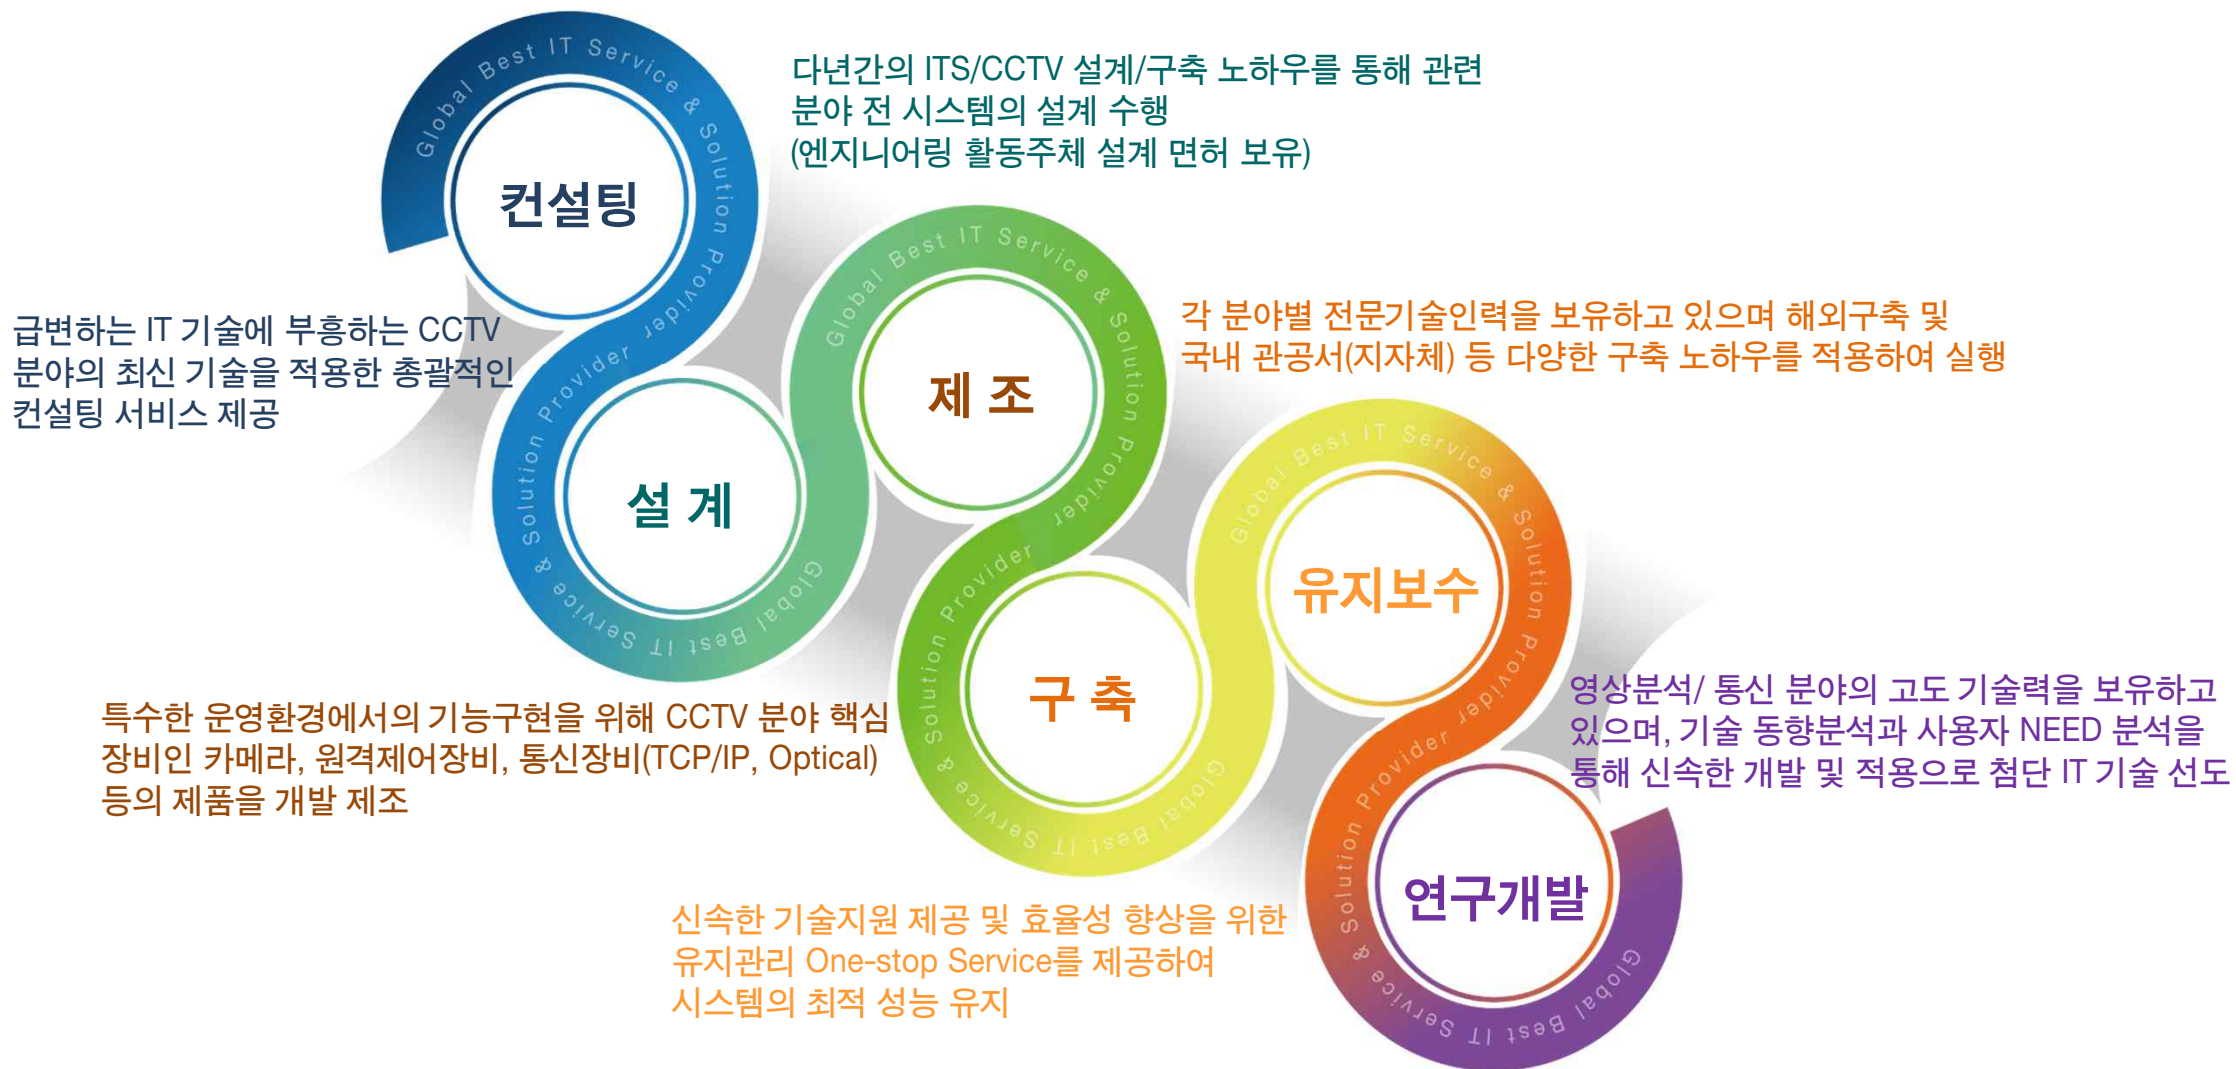 Global Best IT Service & Solution Provider
컨설팅
다년간의 ITS/CCTV 설계/구축 노하우를 통해 관련
분야 전 시스템의 설계 수행
(엔지니어링 활동주체 설계 면허 보유)
급변하는 IT 기술에 부흥하는 CCTV
분야의 최신 기술을 적용한 총괄적인
컨설팅 서비스 제공
Global Best IT Service & Solution Provider
설 계
Global Best IT Service & Solution Provider
제 조
각 분야별 전문기술인력을 보유하고 있으며 해외구축 및
국내 관공서(지자체) 등 다양한 구축 노하우를 적용하여 실행
특수한 운영환경에서의 기능구현을 위해 CCTV 분야 핵심
장비인 카메라, 원격제어장비, 통신장비(TCP/IP, Optical)
등의 제품을 개발 제조
Global Best IT Service & Solution Provider
구 축
Global Best IT Service & Solution Provider
유지보수
영상분석/ 통신 분야의 고도 기술력을 보유하고
있으며, 기술 동향분석과 사용자 NEED 분석을
통해 신속한 개발 및 적용으로 첨단 IT 기술 선도
신속한 기술지원 제공 및 효율성 향상을 위한
유지관리 One-stop Service를 제공하여
시스템의 최적 성능 유지
Global Best IT Service & Solution Provider
연구개발